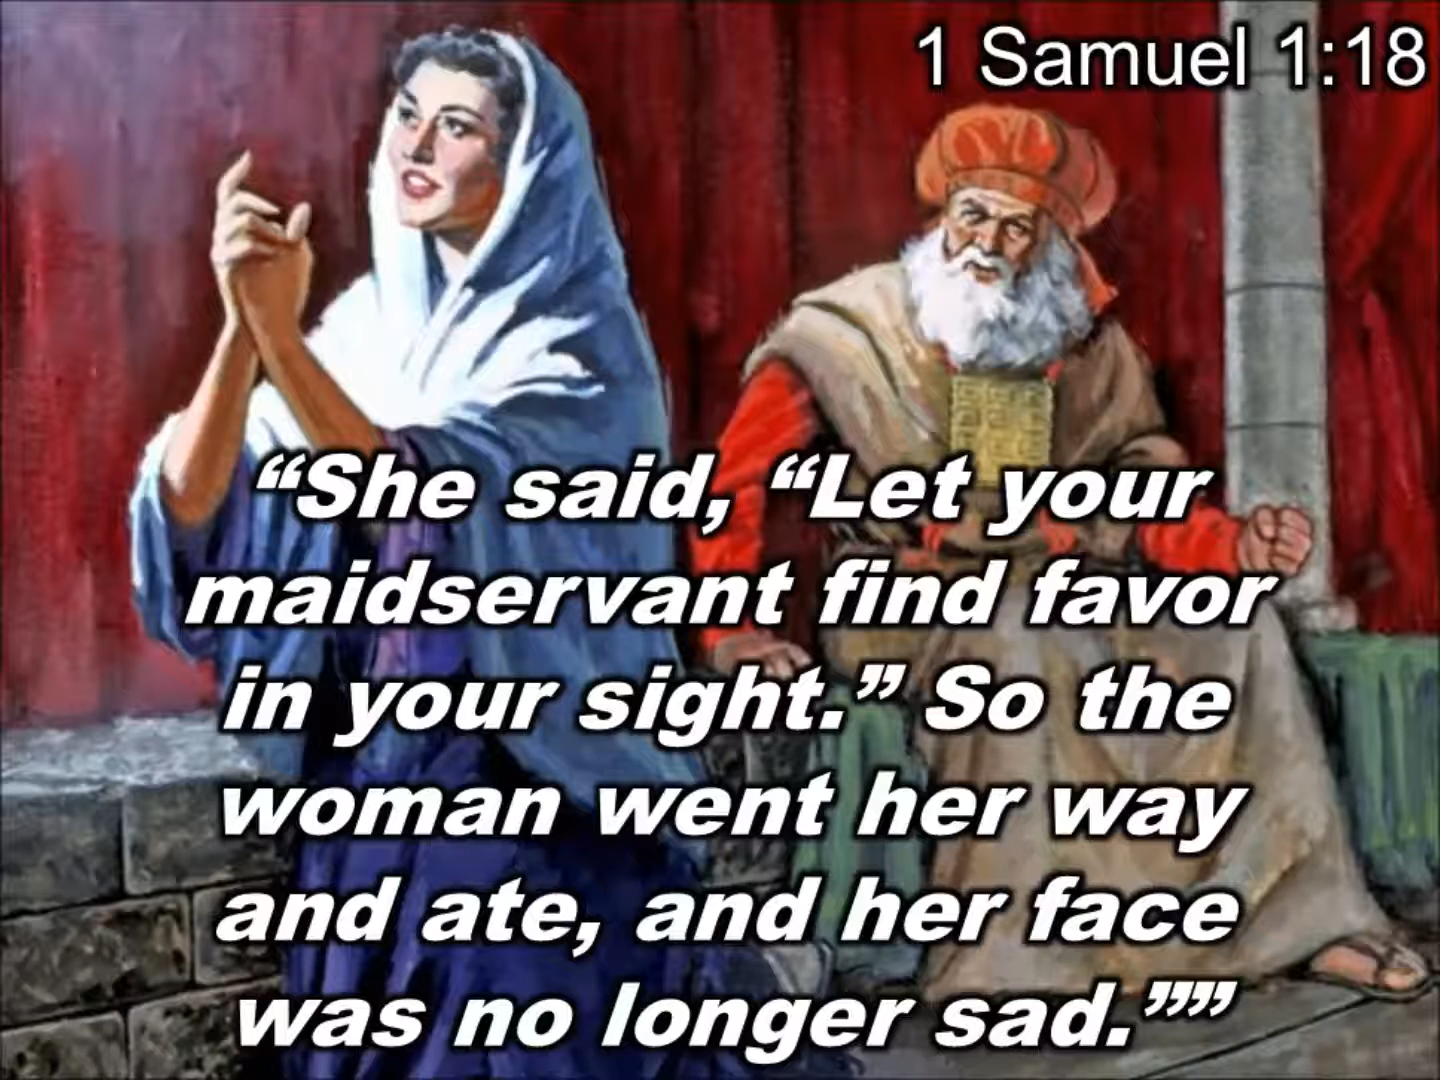 1 Samuel 1:18
“She said, “Let your
maidservant find favor
in your sight.” So the
woman went her way
and ate, and her face
was no longer sad.”””